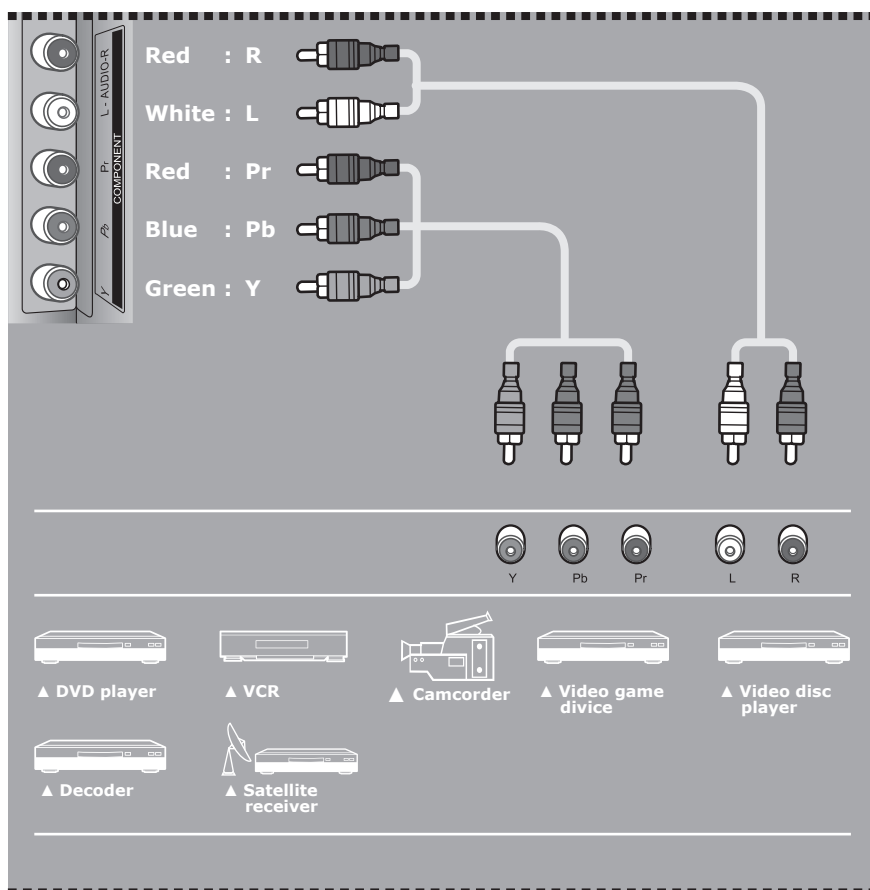 L - AUDIO-R
Pr
COMPONENT
Pb
Y
Red : R
White : L
Red : Pr
Blue : Pb
Green : Y
Y Pb Pr L R
▲ DVD player ▲ VCR ▲ Camcorder ▲ Video game
divice ▲ Video disc
player
▲ Decoder ▲ Satellite
receiver